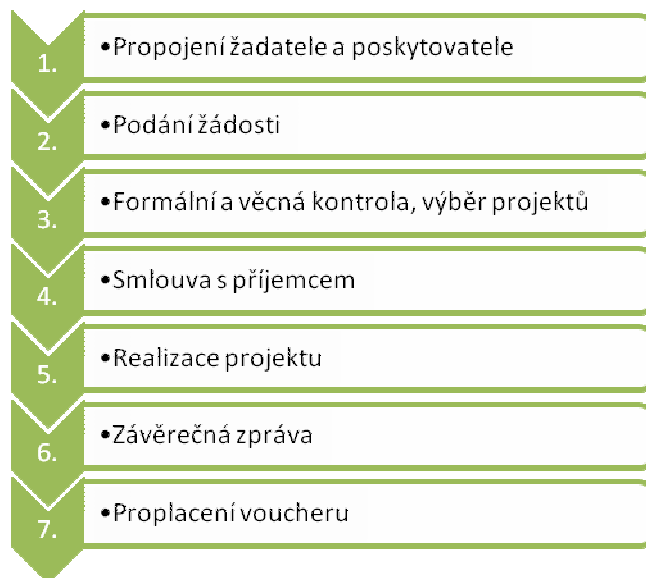 1. •Propojení žadatele a poskytovatele
2. •Podání žádosti
3. •Formální a věcná kontrola, výběr projektů
4. •Smlouva s příjemcem
5. •Realizace projektu
6. •Závěrečná zpráva
7. •Proplacení voucheru